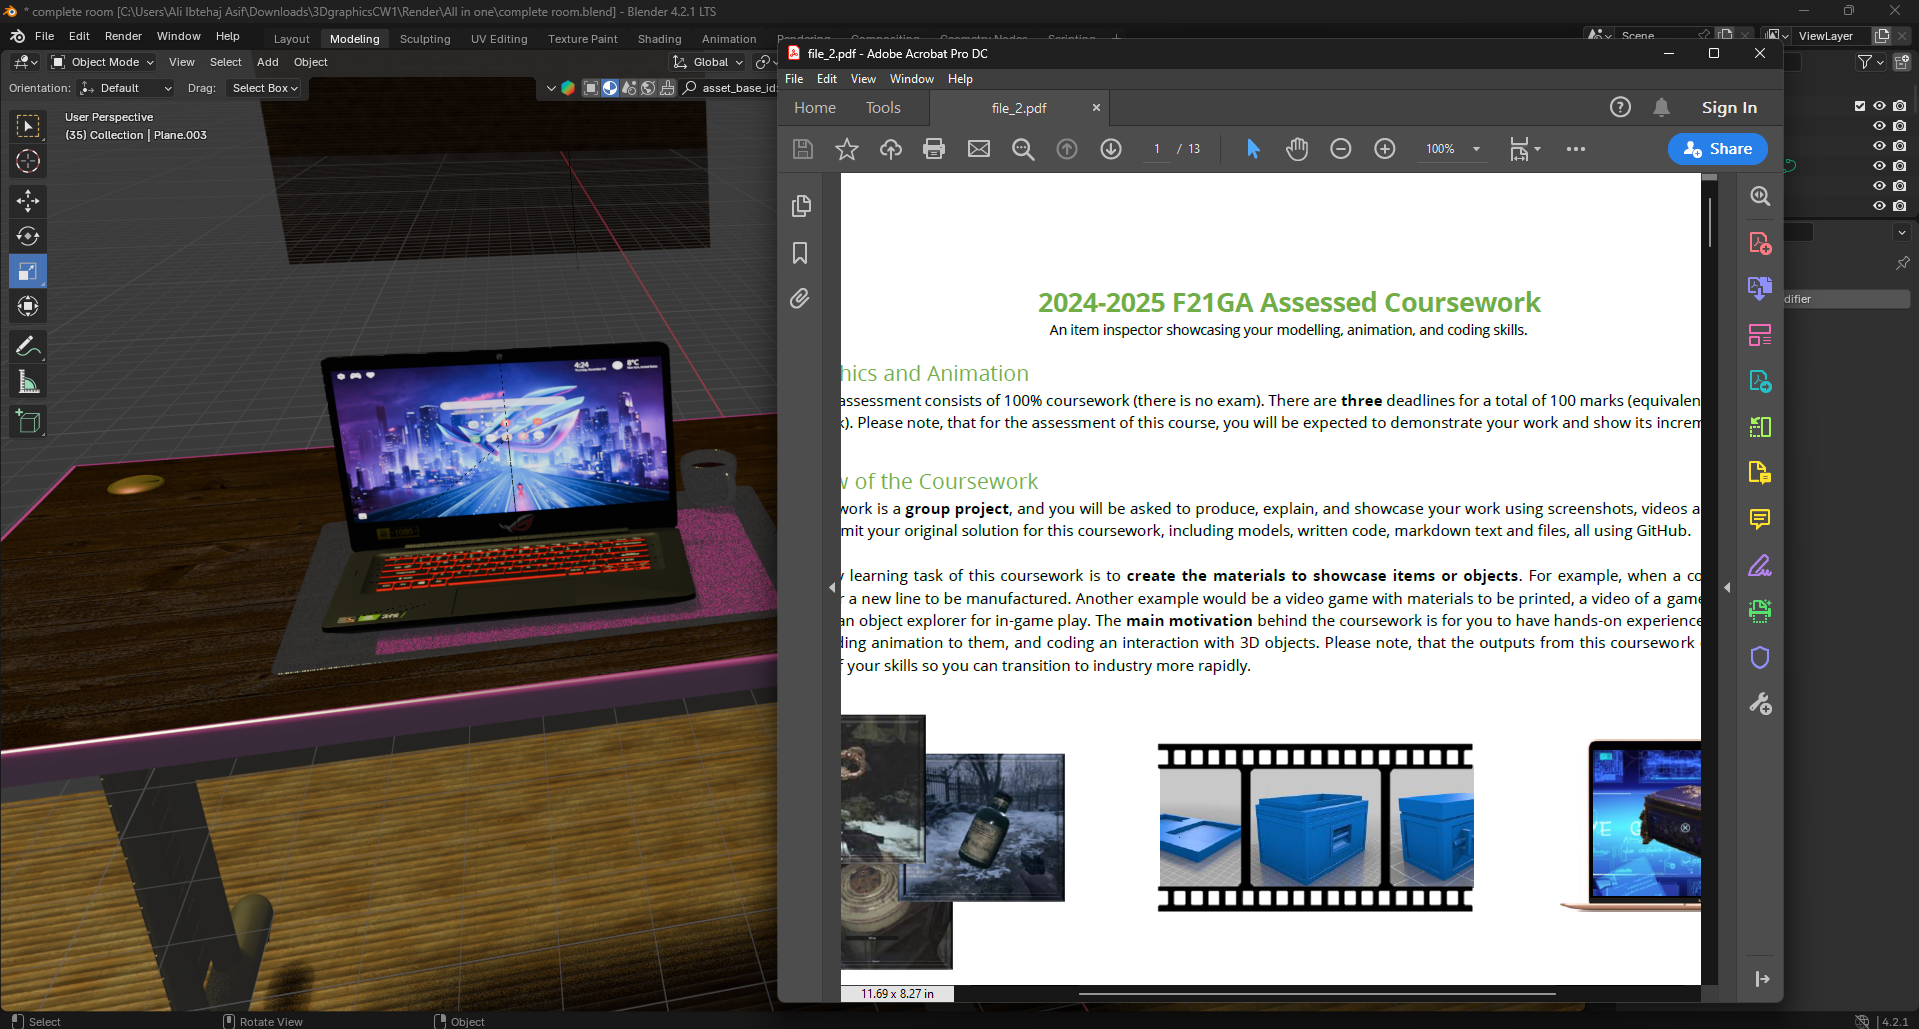 * complete room [C:\Users\Ali Ibtehaj Asif\Downloads\3DgraphicsCW1\Render\All in one\complete room.blend] - Blender 4.2.1 LTS
File Edit Render Window Help
Layout Modeling Sculpting UV Editing Texture Paint Shading Animation Rendering Compositing Geometry Nodes Scripting +
Scene
ViewLayer
Object Mode View Select Add Object
Global
Orientation: Default Drag: Select Box
asset_base_id:
User Perspective
(35) Collection | Plane.003
4:24
8°C
difier
file_2.pdf - Adobe Acrobat Pro DC
File Edit View Window Help
Home Tools file_2.pdf
Sign In
1 / 13
100%
Share
2024-2025 F21GA Assessed Coursework
An item inspector showcasing your modelling, animation, and coding skills.
hics and Animation
assessment consists of 100% coursework (there is no exam). There are three deadlines for a total of 100 marks (equivalen
k). Please note, that for the assessment of this course, you will be expected to demonstrate your work and show its increm
w of the Coursework
work is a group project, and you will be asked to produce, explain, and showcase your work using screenshots, videos a
mit your original solution for this coursework, including models, written code, markdown text and files, all using GitHub.
y learning task of this coursework is to create the materials to showcase items or objects. For example, when a co
r a new line to be manufactured. Another example would be a video game with materials to be printed, a video of a game
an object explorer for in-game play. The main motivation behind the coursework is for you to have hands-on experience
ding animation to them, and coding an interaction with 3D objects. Please note, that the outputs from this coursework
f your skills so you can transition to industry more rapidly.
11.69 x 8.27 in
Select
Rotate View
Object
4.2.1